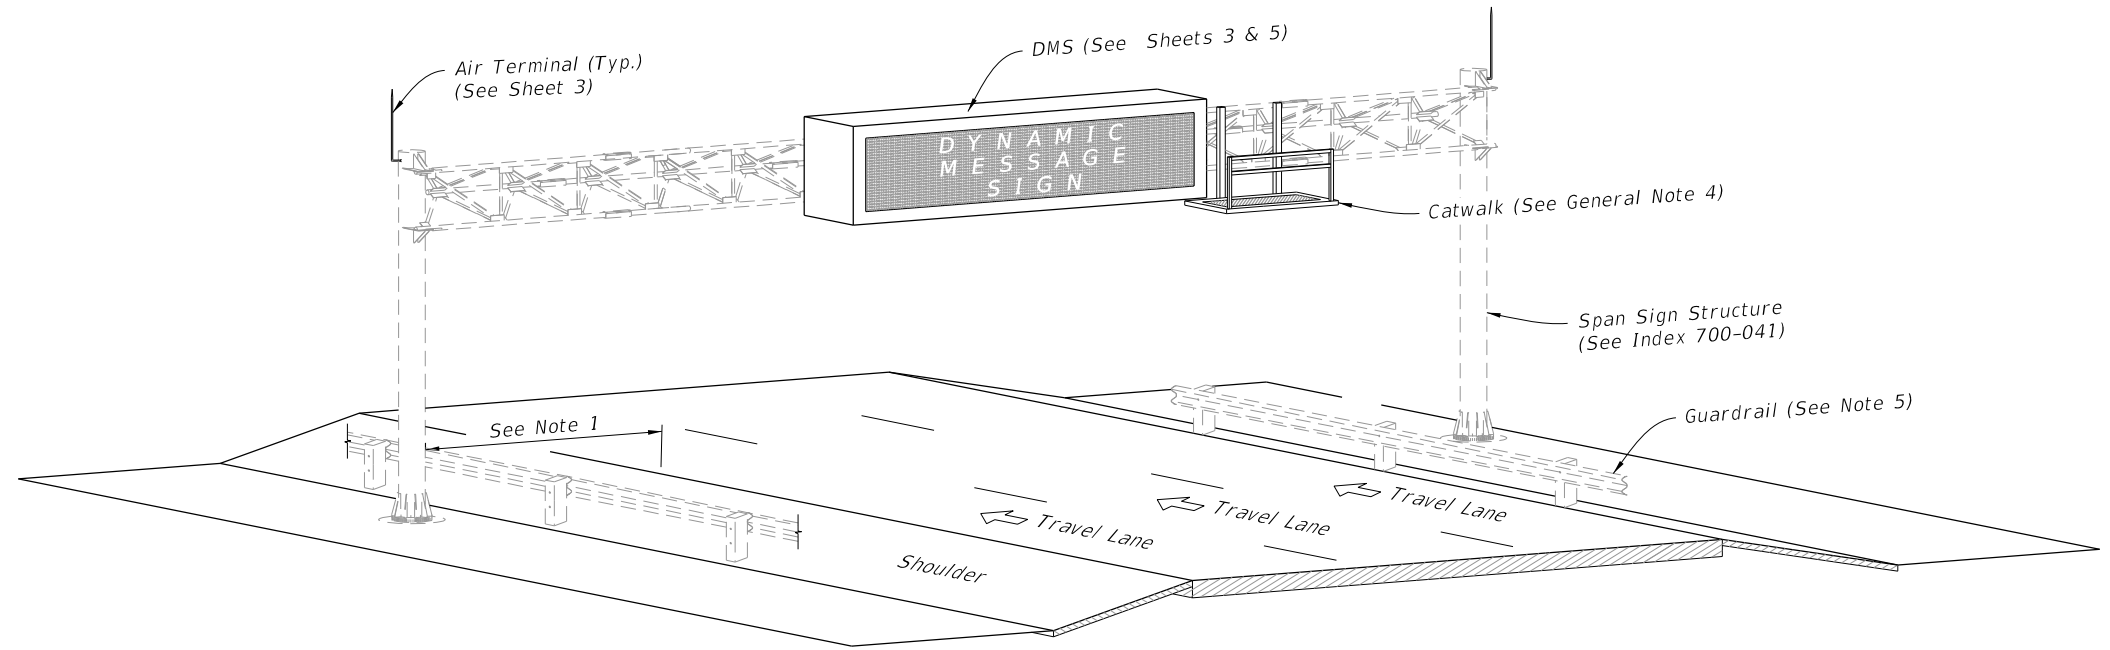 DMS (See Sheets 3 & 5)
Air Terminal (Typ.)
(See Sheet 3)
DYNAMIC
MESSAGE
SIGN
Catwalk (See General Note 4)
Span Sign Structure
(See Index 700-041)
Guardrail (See Note 5)
See Note 1
Travel Lane
Travel Lane
Travel Lane
Shoulder